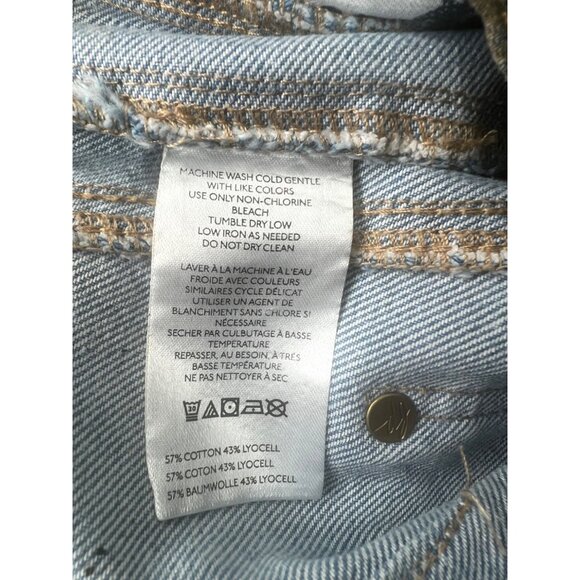 MACHINE WASH COLD GENTLE
WITH LIKE COLORS
USE ONLY NON-CHLORINE
BLEACH
TUMBLE DRY LOW
LOW IRON AS NEEDED
DO NOT DRY CLEAN
LAVER À LA MACHINE À L'EAU
FROIDE AVEC COULEURS
SIMILAIRES CYCLE DÉLICAT
UTILISER UN AGENT DE
BLANCHIMENT SANS CHLORE SI
NÉCESSAIRE
SECHER PAR CULBUTAGE À BASSE
TEMPERATURE
REPASSER, AU BESOIN, À TRÈS
BASSE TEMPÉRATURE
NE PAS NETTOYER À SEC
30
57% COTTON 43% LYOCELL
57% COTON 43% LYOCELL
57% BAUMWOLLE 43% LYOCELL